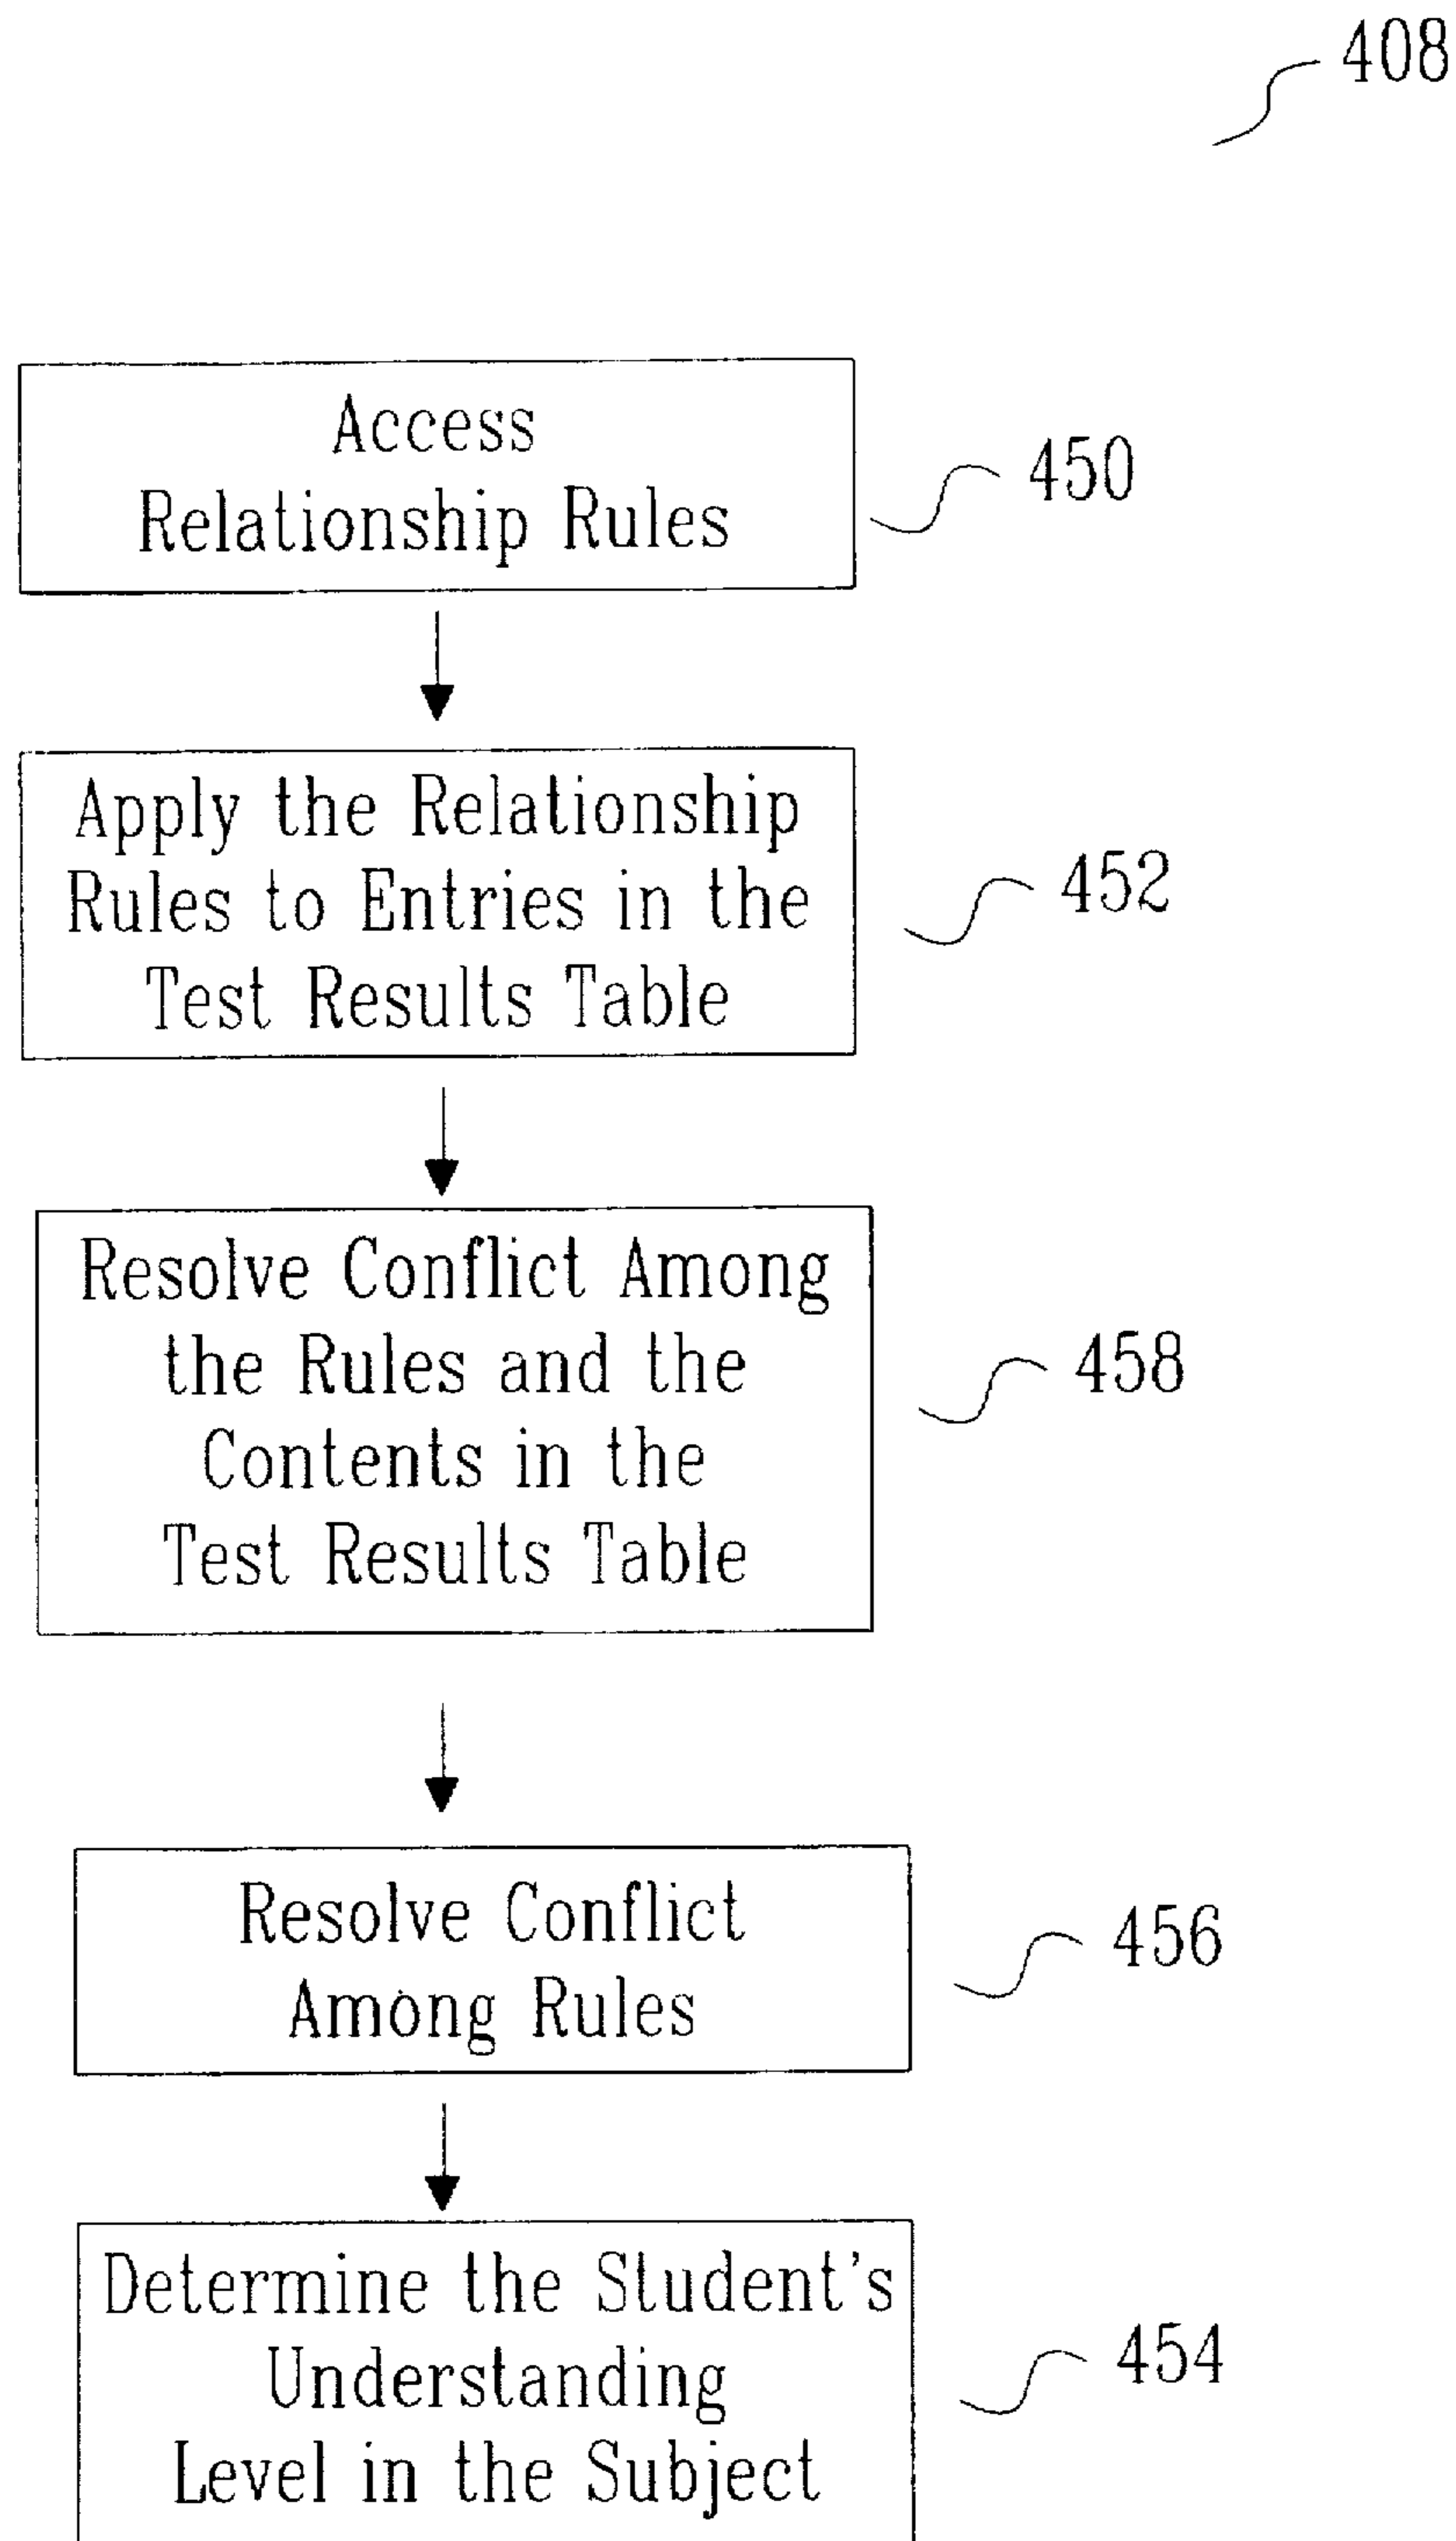 408
Access
Relationship Rules
450
Apply the Relationship
Rules to Entries in the
Test Results Table
452
Resolve Conflict Among
the Rules and the
Contents in the
Test Results Table
458
Resolve Conflict
Among Rules
456
Determine the Student's
Understanding
Level in the Subject
454